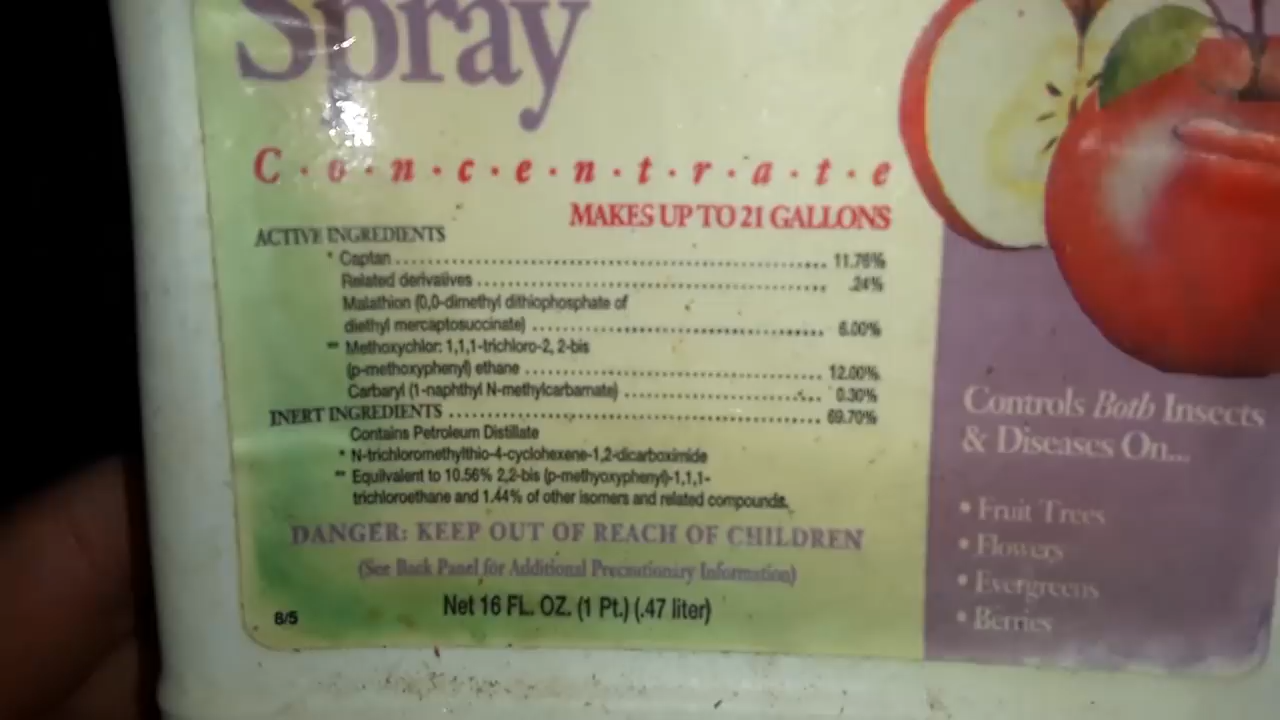 Spray
C·o·n·c·e·n·t·r·a·t·e
MAKES UP TO 21 GALLONS
ACTIVE INGREDIENTS
* Captan ........................ 11.76%
Related derivatives ........................ .24%
Malathion (0,0-dimethyl dithiophosphate of
diethyl mercaptosuccinate) ........................ 6.00%
** Methoxychlor: 1,1,1-trichloro-2, 2-bis
(p-methoxyphenyl) ethane ........................ 12.00%
Carbaryl (1-naphthyl N-methylcarbamate) ........................ 0.30%
INERT INGREDIENTS ........................ 69.70%
Contains Petroleum Distillate
* N-trichloromethylthio-4-cyclohexene-1,2-dicarboximide
** Equilvalent to 10.56% 2,2-bis (p-methyoxyphenyl)-1,1,1-
trichloroethane and 1.44% of other isomers and related compounds.
DANGER: KEEP OUT OF REACH OF CHILDREN
(See Back Panel for Additional Precautionary Information)
Net 16 FL. OZ. (1 Pt.) (.47 liter)
8/5
Controls Both Insects
& Diseases On...
• Fruit Trees
• Flowers
• Evergreens
• Berries